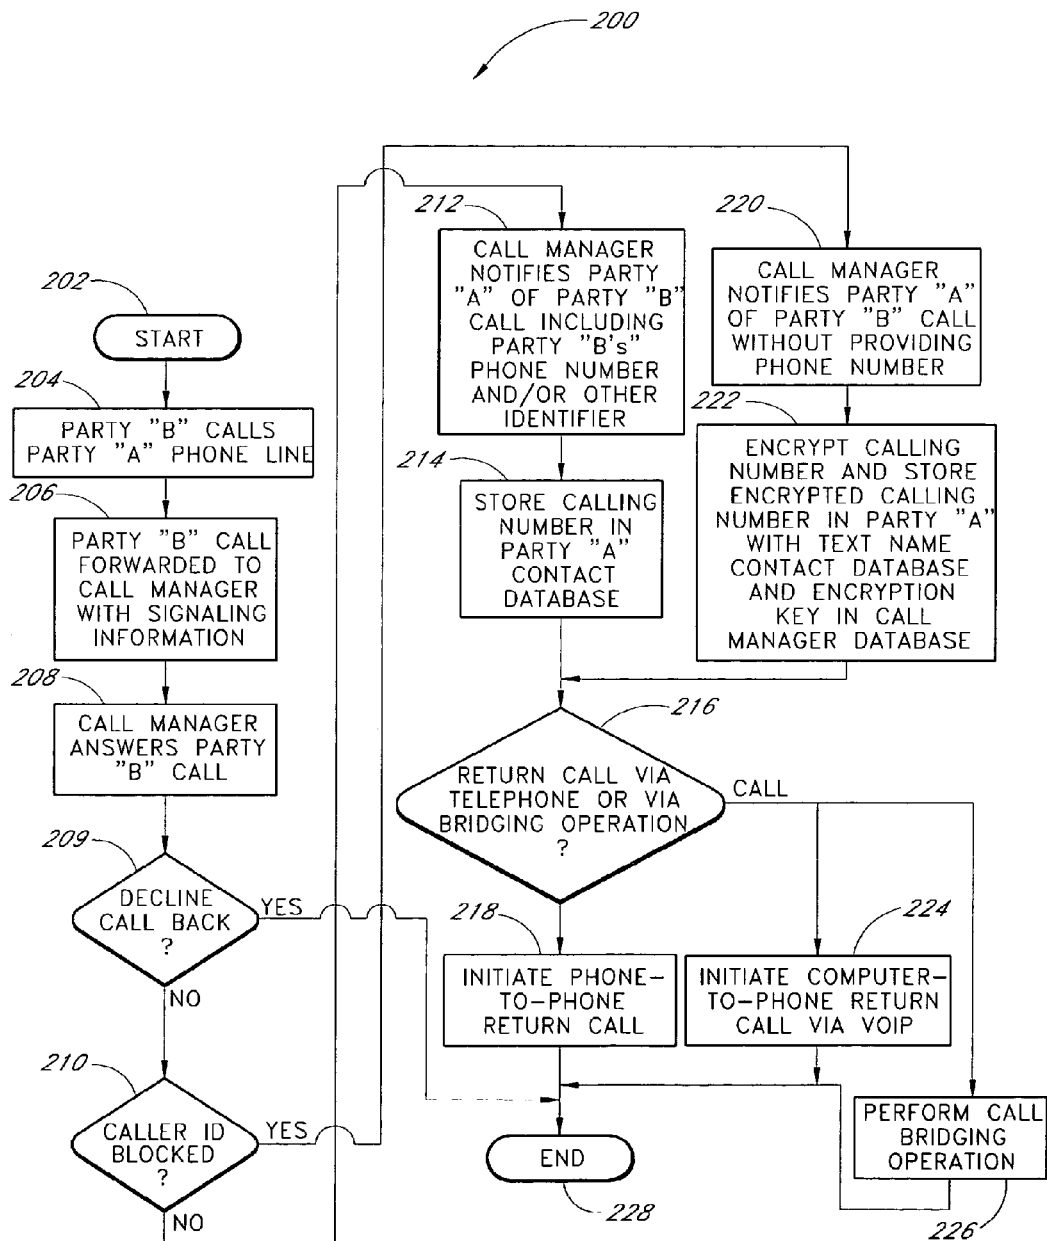 200
202
START
204
PARTY "B" CALLS
PARTY "A" PHONE LINE
206
PARTY "B" CALL
FORWARDED TO
CALL MANAGER
WITH SIGNALING
INFORMATION
208
CALL MANAGER
ANSWERS PARTY
"B" CALL
209
DECLINE
CALL BACK
?
YES
NO
210
CALLER ID
BLOCKED
?
YES
NO
212
CALL MANAGER
NOTIFIES PARTY
"A" OF PARTY "B"
CALL INCLUDING
PARTY "B's"
PHONE NUMBER
AND/OR OTHER
IDENTIFIER
214
STORE CALLING
NUMBER IN
PARTY "A"
CONTACT
DATABASE
220
CALL MANAGER
NOTIFIES PARTY "A"
OF PARTY "B" CALL
WITHOUT PROVIDING
PHONE NUMBER
222
ENCRYPT CALLING
NUMBER AND STORE
ENCRYPTED CALLING
NUMBER IN PARTY "A"
WITH TEXT NAME
CONTACT DATABASE
AND ENCRYPTION
KEY IN CALL
MANAGER DATABASE
216
RETURN CALL VIA
TELEPHONE OR VIA
BRIDGING OPERATION
?
CALL
218
INITIATE PHONE-
TO-PHONE
RETURN CALL
224
INITIATE COMPUTER-
TO-PHONE RETURN
CALL VIA VOIP
PERFORM CALL
BRIDGING
OPERATION
226
END
228